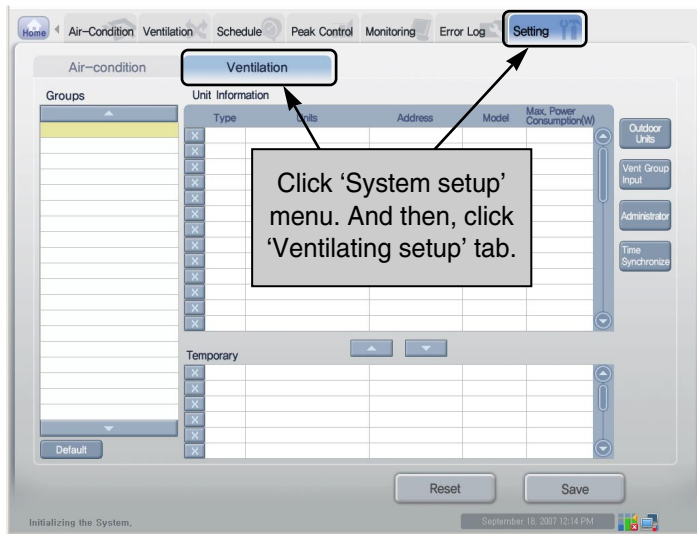 Home Air-Condition Ventilation Schedule Peak Control Monitoring Error Log Setting
Air-condition Ventilation
Groups
Unit Information
Type Units Address Model Max, Power Consumption(W)
X
X
X
X
X
X
X
X
X
X
X
X
X
Click ‘System setup’
menu. And then, click
‘Ventilating setup’ tab.
Outdoor
Units
Vent Group
Input
Administrator
Time
Synchronize
Temporary
X
X
X
X
X
X
Default
Reset Save
Initializing the System,
September 18, 2007 12:14 PM